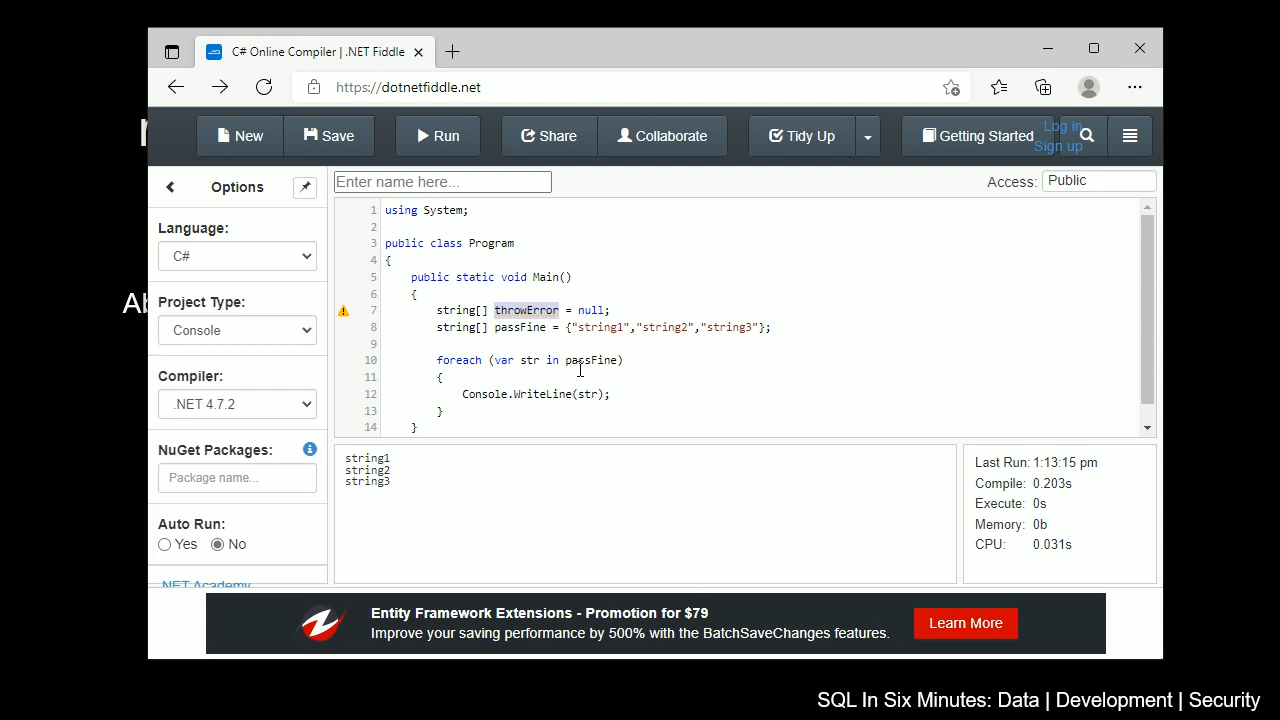 C# Online Compiler | .NET Fiddle
https://dotnetfiddle.net
New Save Run Share Collaborate Tidy Up Getting Started Log in
Sign up
Options
Language:
C#
Project Type:
Console
Compiler:
.NET 4.7.2
NuGet Packages:
Package name...
Auto Run:
Yes No
.NET Academy
Enter name here...
Access: Public
1 using System;
2
3 public class Program
4 {
5 public static void Main()
6 {
7 string[] throwError = null;
8 string[] passFine = {"string1","string2","string3"};
9
10 foreach (var str in passFine)
11 {
12 Console.WriteLine(str);
13 }
14 }
string1
string2
string3
Last Run: 1:13:15 pm
Compile: 0.203s
Execute: 0s
Memory: 0b
CPU: 0.031s
Entity Framework Extensions - Promotion for $79
Improve your saving performance by 500% with the BatchSaveChanges features.
Learn More
SQL In Six Minutes: Data | Development | Security